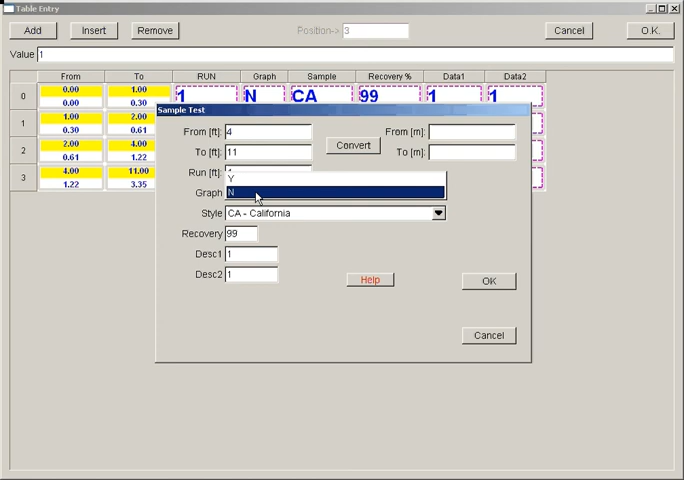 Table Entry
Add Insert Remove Position-> 3 Cancel O.K.
Value 1
From To RUN Graph Sample Recovery % Data1 Data2
0 0.00 1.00 1 N CA 99 1 1
0.00 0.30
1 1.00 2.00
0.30 0.61
2 2.00 4.00
0.61 1.22
3 4.00 11.00
1.22 3.35
Sample Test
From [ft]: 4 From [m]:
Convert
To [ft]: 11 To [m]:
Run [ft]:
Y
Graph N
Style CA - California
Recovery 99
Desc1 1
Desc2 1
Help OK
Cancel